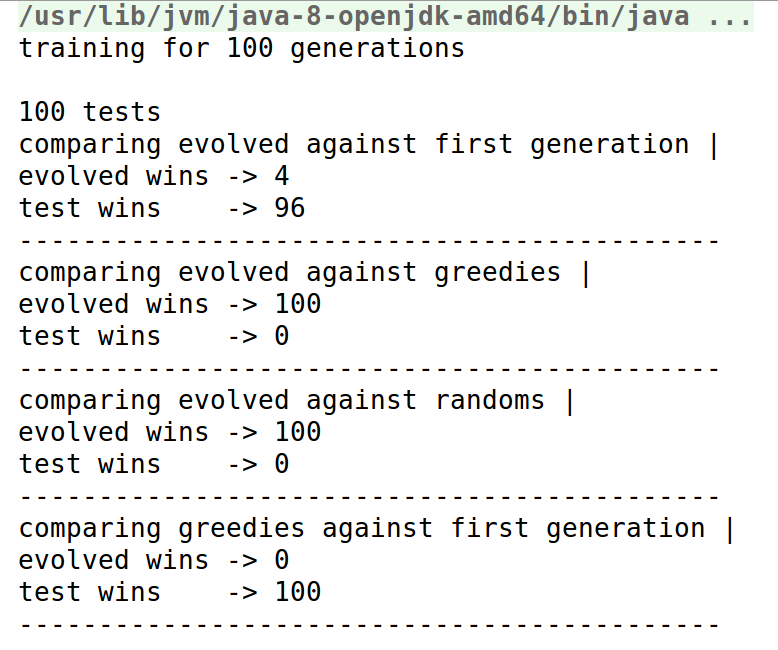 /usr/lib/jvm/java-8-openjdk-amd64/bin/java ...
training for 100 generations

100 tests
comparing evolved against first generation |
evolved wins -> 4
test wins    -> 96
--------------------------------------------
comparing evolved against greedies |
evolved wins -> 100
test wins    -> 0
--------------------------------------------
comparing evolved against randoms |
evolved wins -> 100
test wins    -> 0
--------------------------------------------
comparing greedies against first generation |
evolved wins -> 0
test wins    -> 100
--------------------------------------------